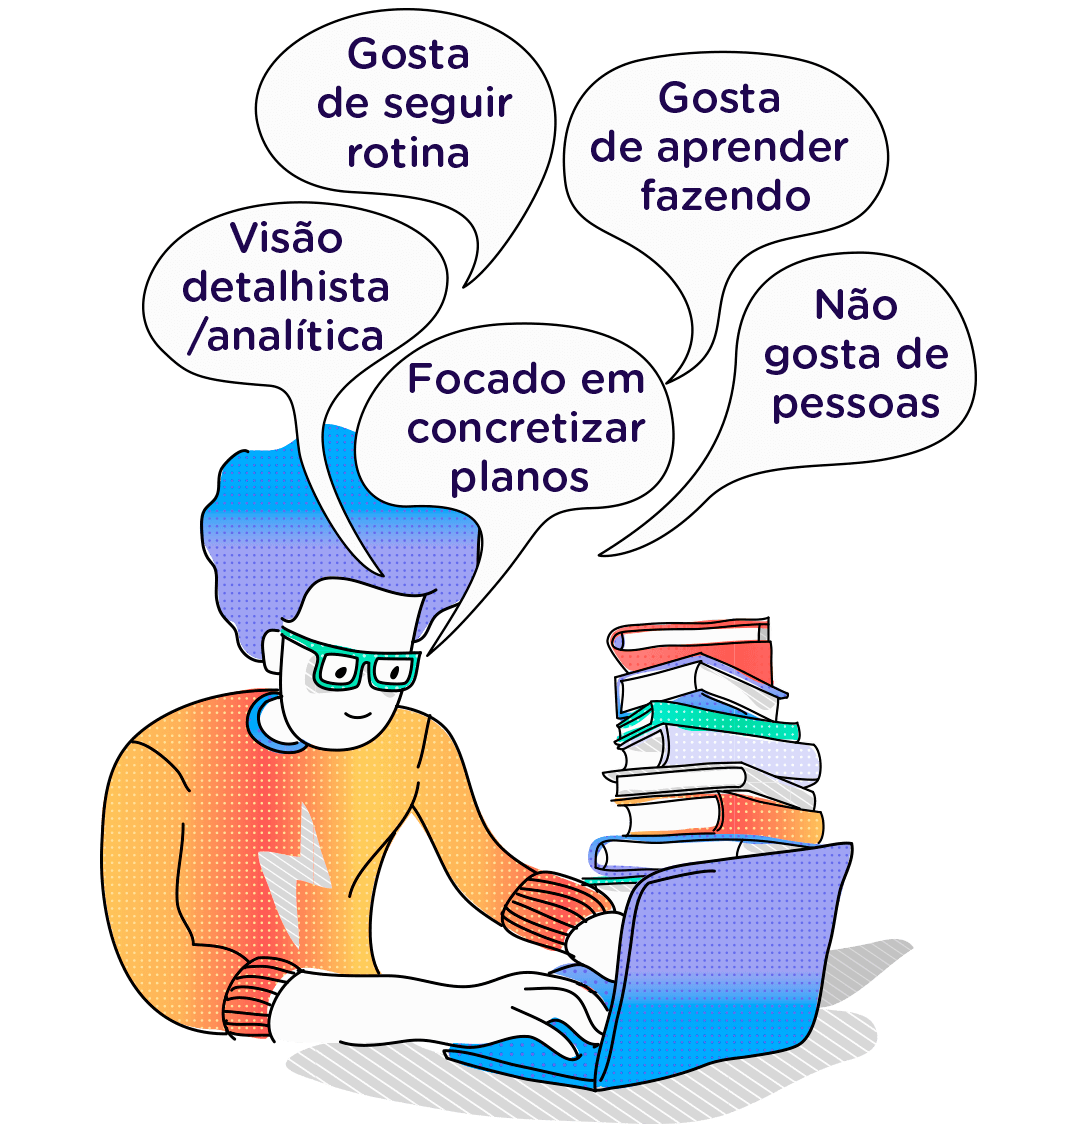 Gosta
de seguir
rotina
Gosta
de aprender
fazendo
Visão
detalhista
/analítica
Não
gosta de
pessoas
Focado em
concretizar
planos